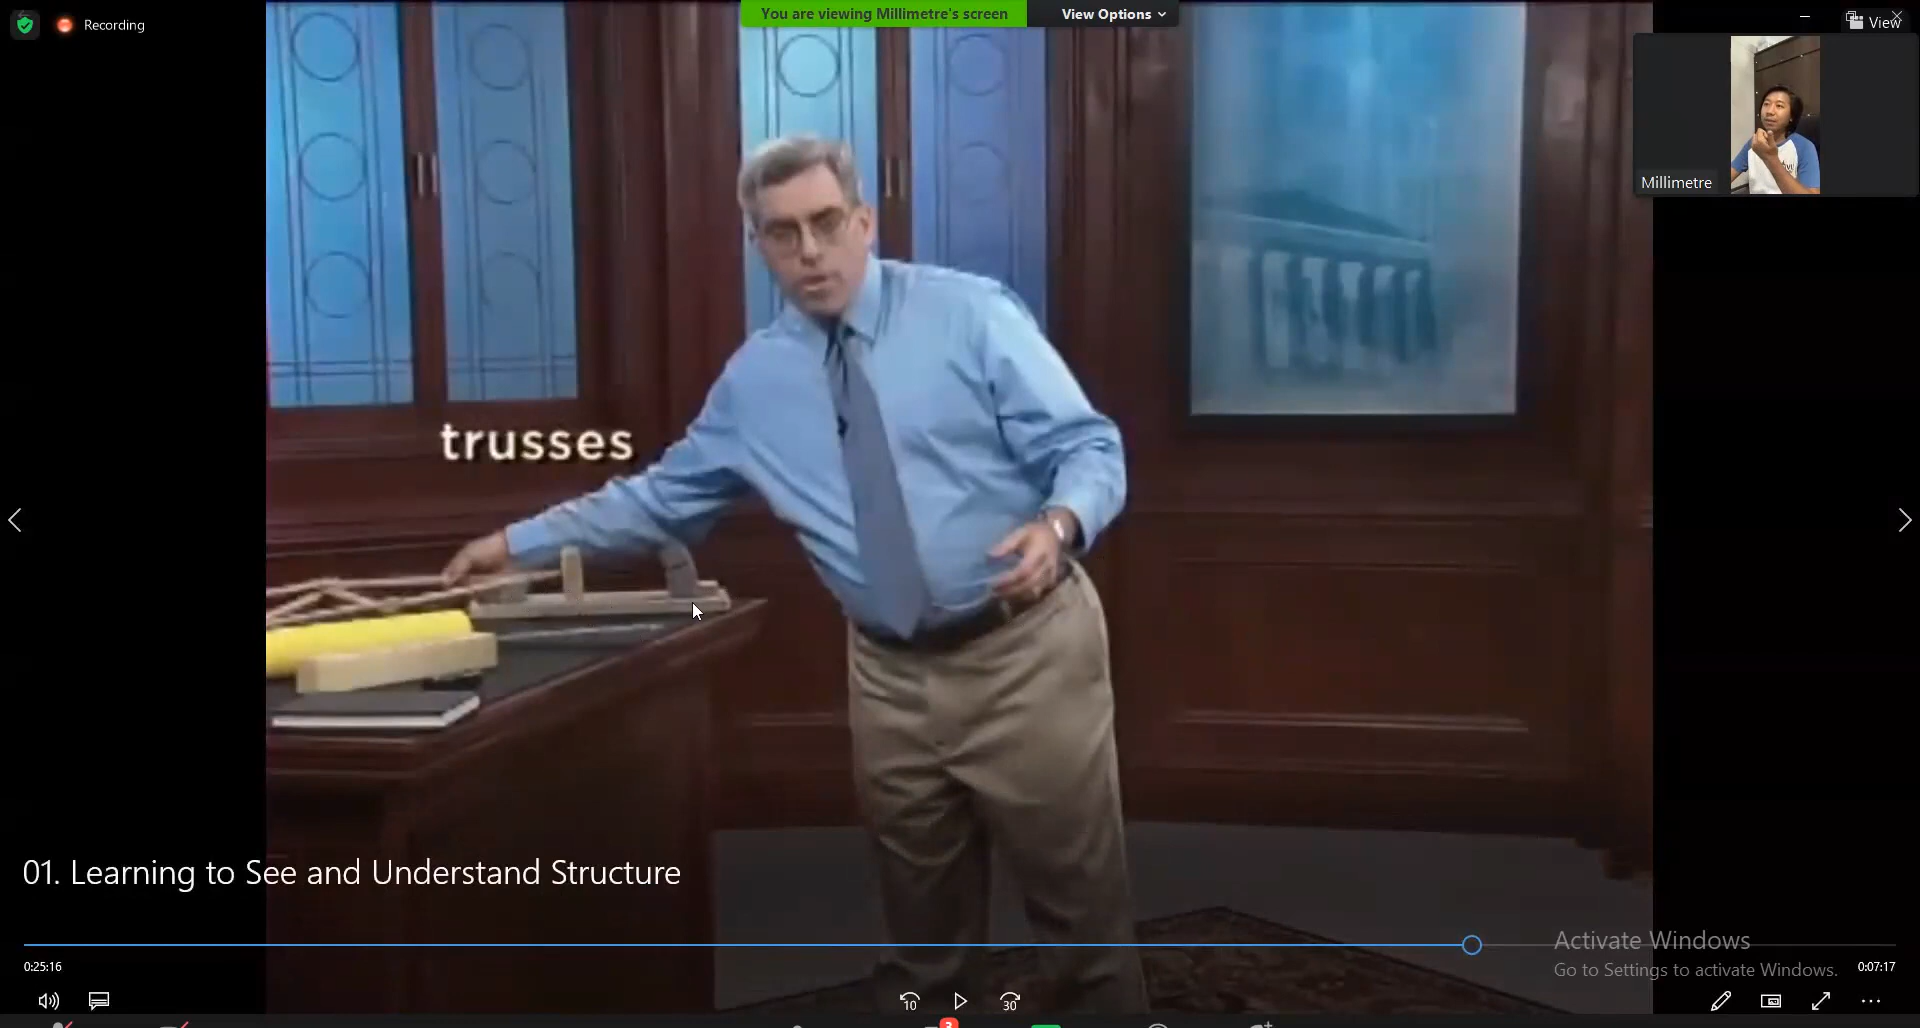 Recording
You are viewing Millimetre's screen
View Options
View
Millimetre
trusses
01. Learning to See and Understand Structure
Activate Windows
Go to Settings to activate Windows.
0:25:16
0:07:17
10
30
3